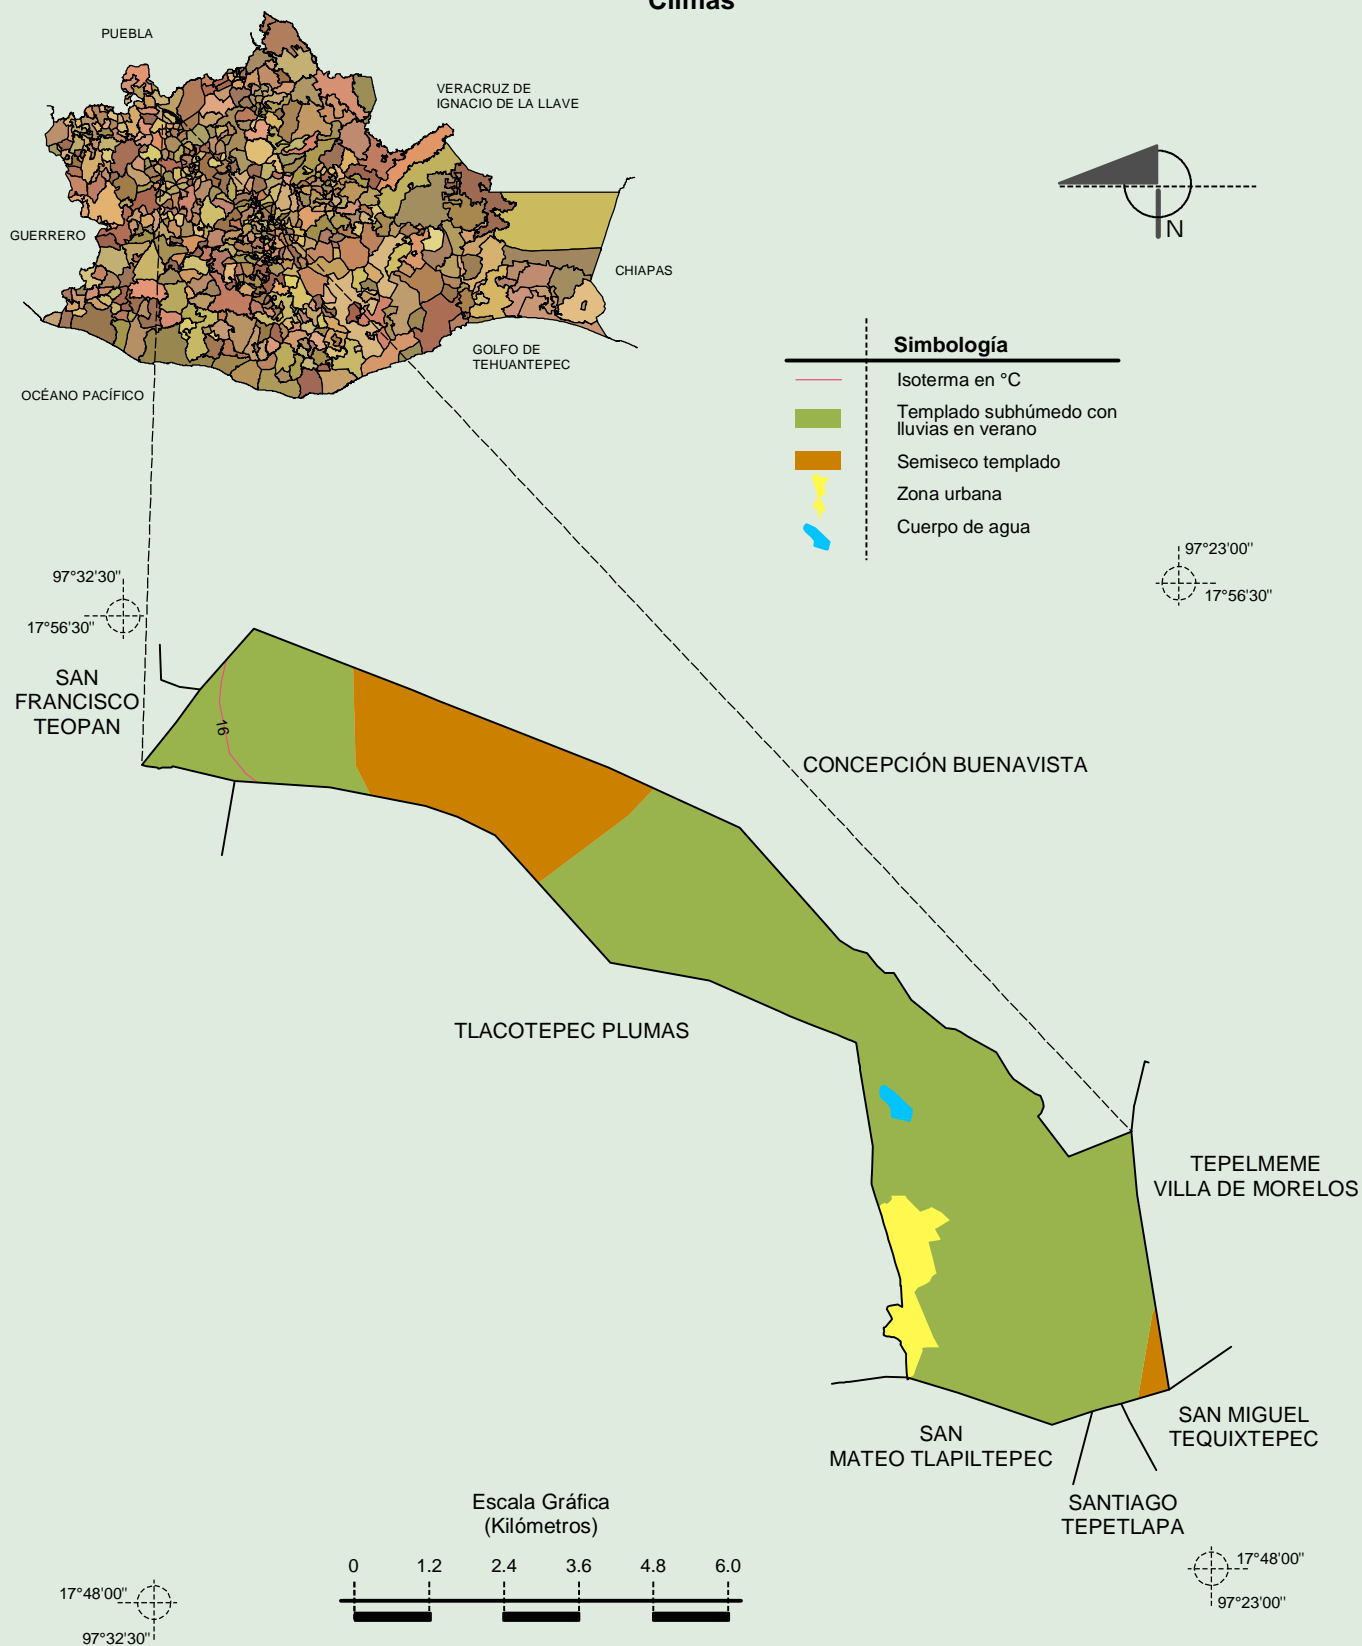 Climas
PUEBLA
VERACRUZ DE
IGNACIO DE LA LLAVE
GUERRERO
CHIAPAS
GOLFO DE
TEHUANTEPEC
OCÉANO PACÍFICO
N
Simbología
Isoterma en °C
Templado subhúmedo con
lluvias en verano
Semiseco templado
Zona urbana
Cuerpo de agua
97°32'30"
17°56'30"
97°23'00"
17°56'30"
SAN
FRANCISCO
TEOPAN
16
CONCEPCIÓN BUENAVISTA
TLACOTEPEC PLUMAS
TEPELMEME
VILLA DE MORELOS
SAN
MATEO TLAPILTEPEC
SAN MIGUEL
TEQUIXTEPEC
SANTIAGO
TEPETLAPA
Escala Gráfica
(Kilómetros)
0 1.2 2.4 3.6 4.8 6.0
17°48'00"
97°32'30"
17°48'00"
97°23'00"